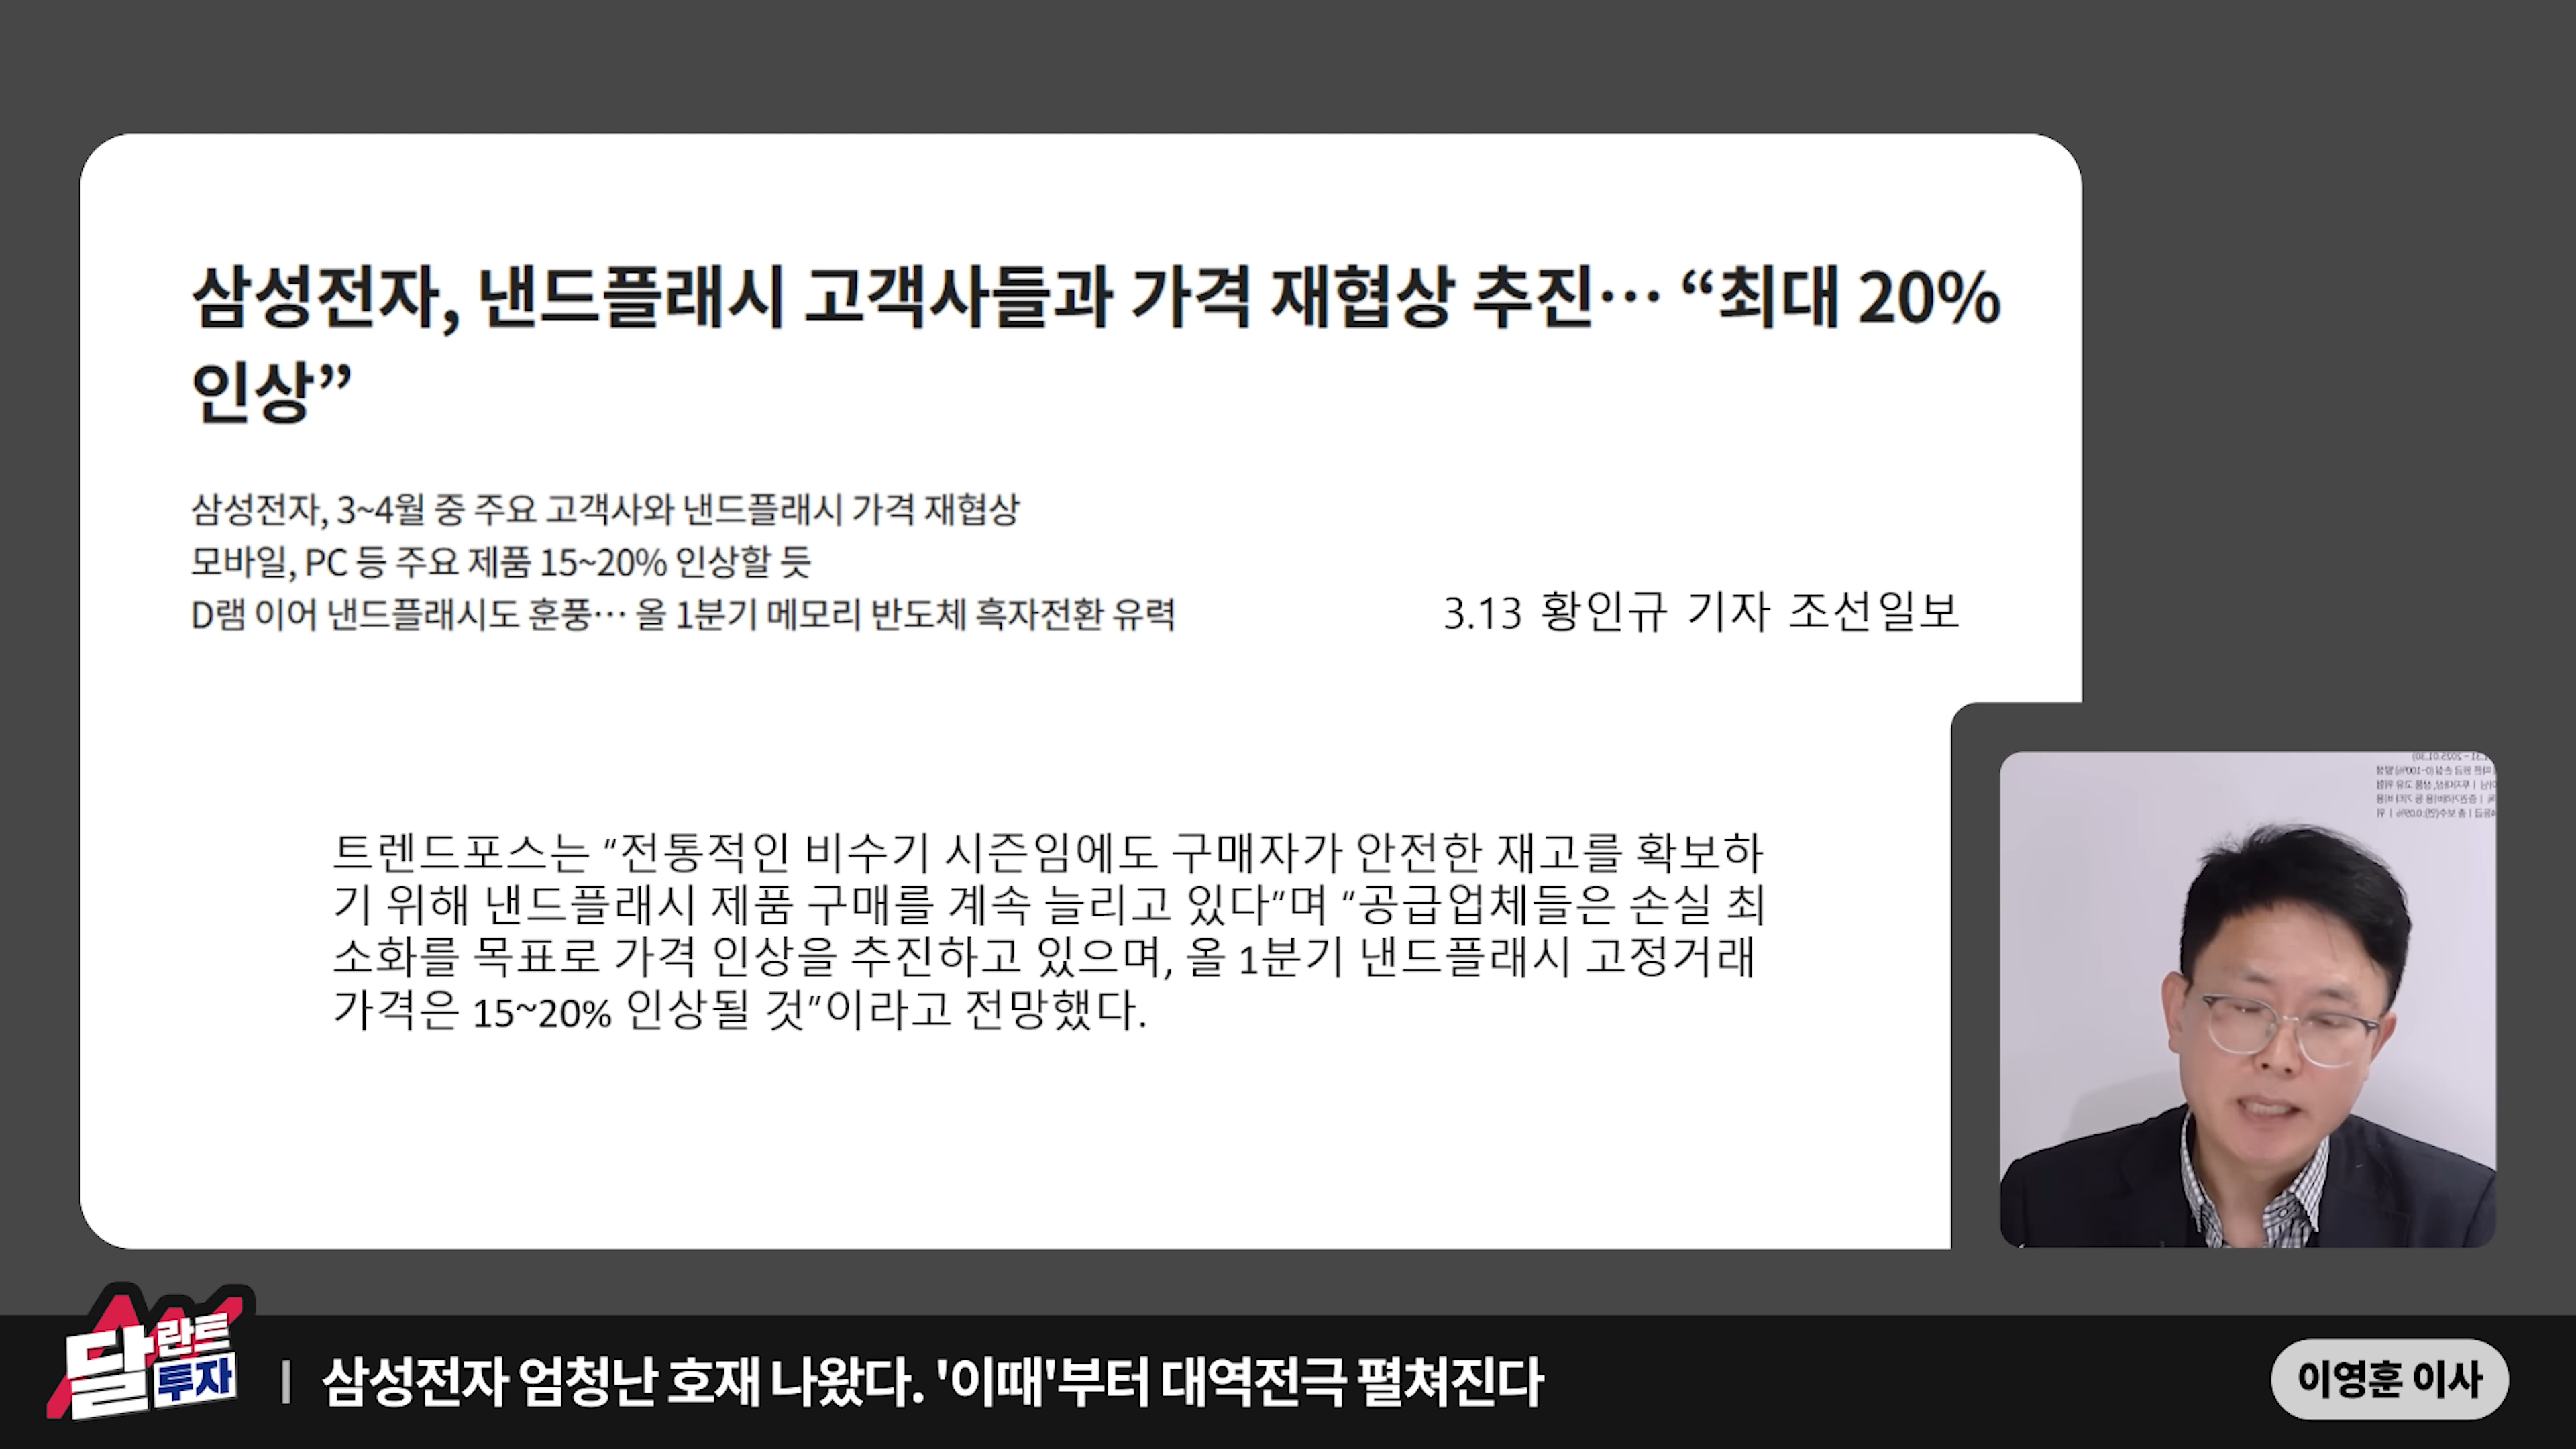 삼성전자, 낸드플래시 고객사들과 가격 재협상 추진… “최대 20%
인상”
삼성전자, 3~4월 중 주요 고객사와 낸드플래시 가격 재협상
모바일, PC 등 주요 제품 15~20% 인상할 듯
D램 이어 낸드플래시도 훈풍… 올 1분기 메모리 반도체 흑자전환 유력
3.13 황인규 기자 조선일보
트렌드포스는 "전통적인 비수기 시즌임에도 구매자가 안전한 재고를 확보하
기 위해 낸드플래시 제품 구매를 계속 늘리고 있다"며 "공급업체들은 손실 최
소화를 목표로 가격 인상을 추진하고 있으며, 올 1분기 낸드플래시 고정거래
가격은 15~20% 인상될 것"이라고 전망했다.
달란트
투자
삼성전자 엄청난 호재 나왔다. '이때'부터 대역전극 펼쳐진다
이영훈 이사